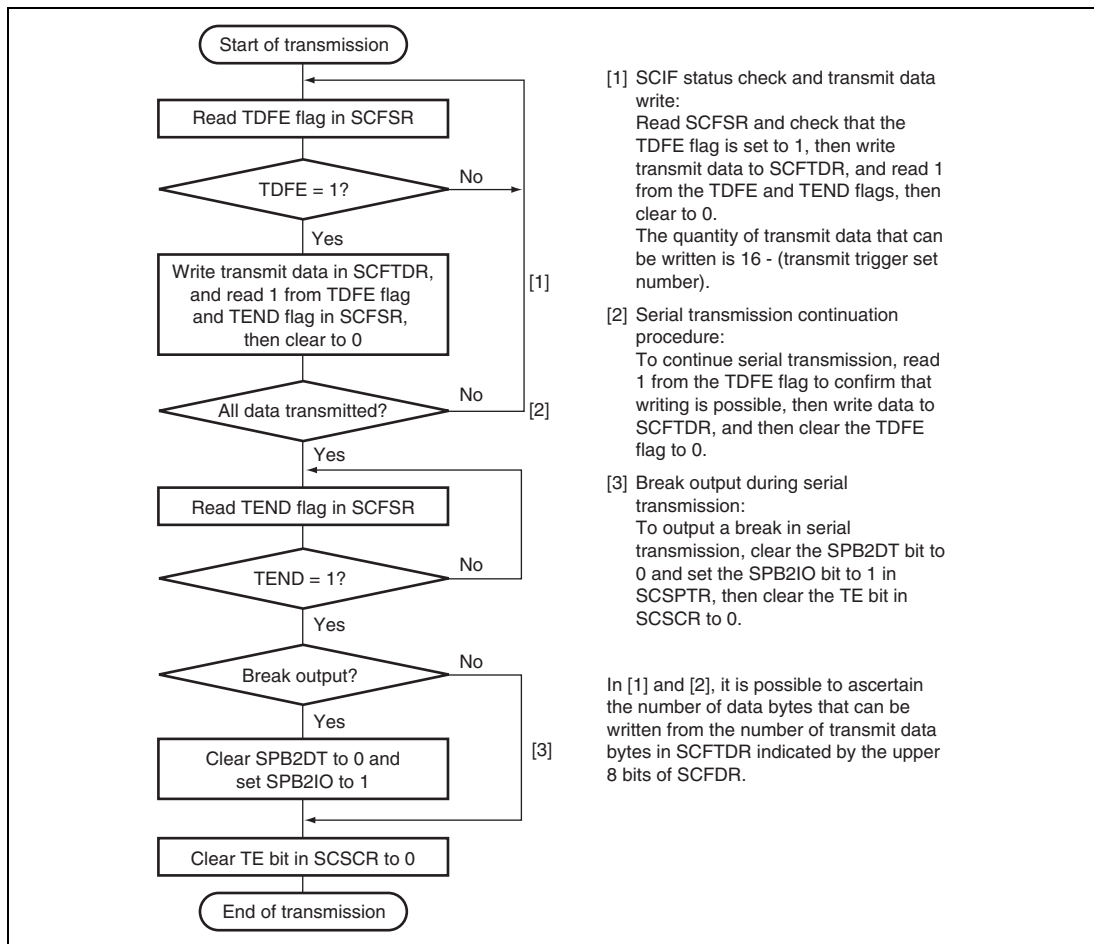 Start of transmission
Read TDFE flag in SCFSR
TDFE = 1?
No
Yes
Write transmit data in SCFTDR,
and read 1 from TDFE flag
and TEND flag in SCFSR,
then clear to 0
[1]
All data transmitted?
No
[2]
Yes
Read TEND flag in SCFSR
TEND = 1?
No
Yes
Break output?
No
Yes
Clear SPB2DT to 0 and
set SPB2IO to 1
[3]
Clear TE bit in SCSCR to 0
End of transmission
[1] SCIF status check and transmit data
write:
Read SCFSR and check that the
TDFE flag is set to 1, then write
transmit data to SCFTDR, and read 1
from the TDFE and TEND flags, then
clear to 0.
The quantity of transmit data that can
be written is 16 - (transmit trigger set
number).
[2] Serial transmission continuation
procedure:
To continue serial transmission, read
1 from the TDFE flag to confirm that
writing is possible, then write data to
SCFTDR, and then clear the TDFE
flag to 0.
[3] Break output during serial
transmission:
To output a break in serial
transmission, clear the SPB2DT bit to
0 and set the SPB2IO bit to 1 in
SCSPTR, then clear the TE bit in
SCSCR to 0.
In [1] and [2], it is possible to ascertain
the number of data bytes that can be
written from the number of transmit data
bytes in SCFTDR indicated by the upper
8 bits of SCFDR.